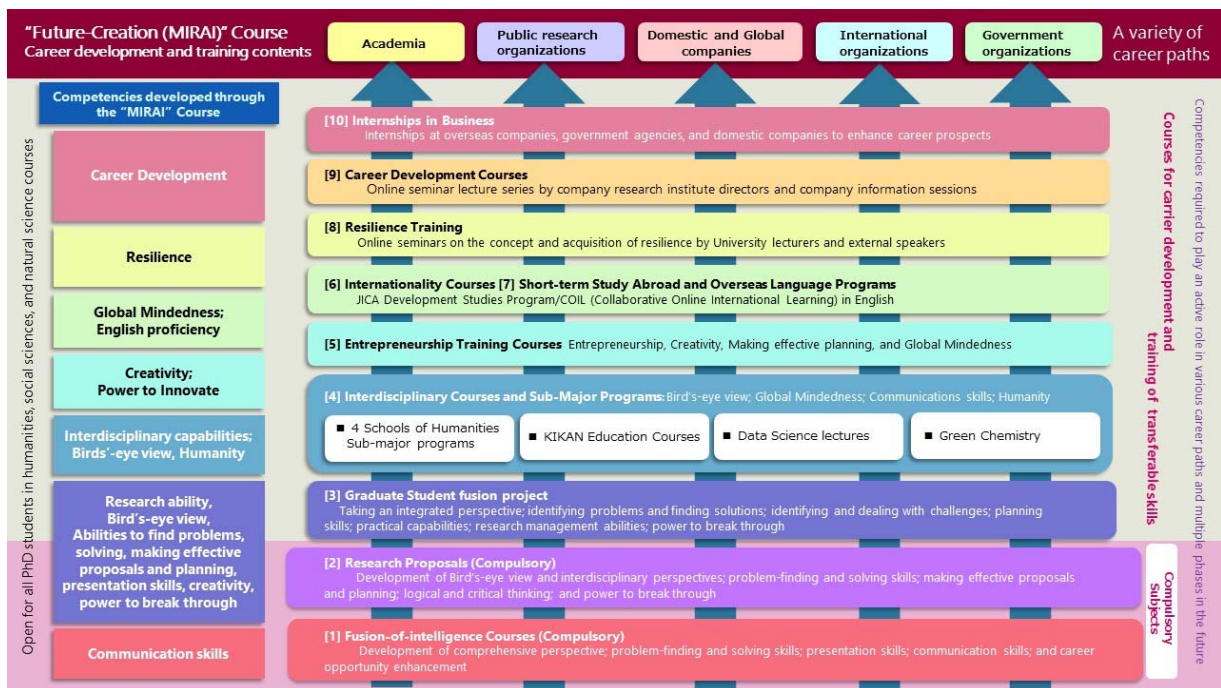 "Future-Creation (MIRAI)" Course
Career development and training contents
Academia
Public research
organizations
Domestic and Global
companies
International
organizations
Government
organizations
A variety of
career paths
Open for all PhD students in humanities, social sciences, and natural science courses
Competencies developed through
the "MIRAI" Course
Career Development
Resilience
Global Mindedness;
English proficiency
Creativity;
Power to Innovate
Interdisciplinary capabilities;
Birds'-eye view, Humanity
Research ability,
Bird's-eye view,
Abilities to find problems,
solving, making effective
proposals and planning,
presentation skills, creativity,
power to break through
Communication skills
[10] Internships in Business
Internships at overseas companies, government agencies, and domestic companies to enhance career prospects
[9] Career Development Courses
Online seminar lecture series by company research institute directors and company information sessions
[8] Resilience Training
Online seminars on the concept and acquisition of resilience by University lecturers and external speakers
[6] Internationality Courses [7] Short-term Study Abroad and Overseas Language Programs
JICA Development Studies Program/COIL (Collaborative Online International Learning) in English
[5] Entrepreneurship Training Courses Entrepreneurship, Creativity, Making effective planning, and Global Mindedness
[4] Interdisciplinary Courses and Sub-Major Programs: Bird's-eye view; Global Mindedness; Communications skills; Humanity
■ 4 Schools of Humanities
Sub-major programs
■ KIKAN Education Courses
■ Data Science lectures
■ Green Chemistry
[3] Graduate Student fusion project
Taking an integrated perspective; identifying problems and finding solutions; identifying and dealing with challenges; planning
skills; practical capabilities; research management abilities; power to break through
[2] Research Proposals (Compulsory)
Development of Bird's-eye view and interdisciplinary perspectives; problem-finding and solving skills; making effective proposals
and planning; logical and critical thinking; and power to break through
[1] Fusion-of-intelligence Courses (Compulsory)
Development of comprehensive perspective; problem-finding and solving skills; presentation skills; communication skills; and career
opportunity enhancement
Courses for carrier development and
training of transferable skills
Compulsory
Subjects
Competencies required to play an active role in various career paths and multiple phases in the future